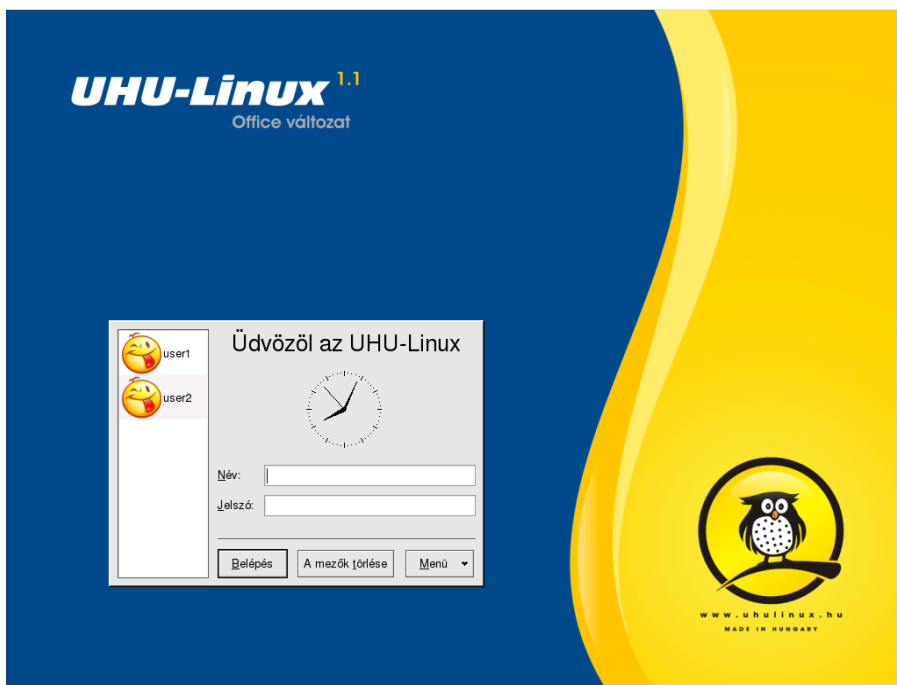 UHU-Linux 1.1
Office változat
Üdvözöl az UHU-Linux
user1
user2
Név:
Jelszó:
Belépés
A mezők törlése
Menü
www.uhulinux.hu
MADE IN HUNGARY